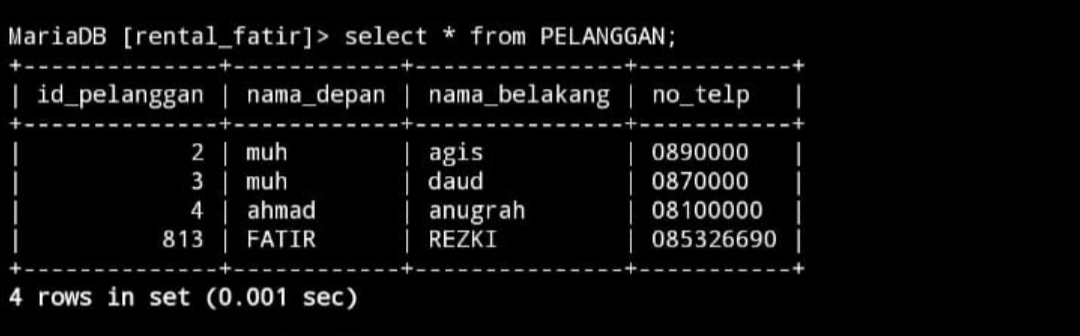 MariaDB [rental_fatir]> select * from PELANGGAN;
+--------------+------------+---------------+-----------+
| id_pelanggan | nama_depan | nama_belakang | no_telp   |
+--------------+------------+---------------+-----------+
|            2 | muh        | agis          | 0890000   |
|            3 | muh        | daud          | 0870000   |
|            4 | ahmad      | anugrah       | 08100000  |
|          813 | FATIR      | REZKI         | 085326690 |
+--------------+------------+---------------+-----------+
4 rows in set (0.001 sec)